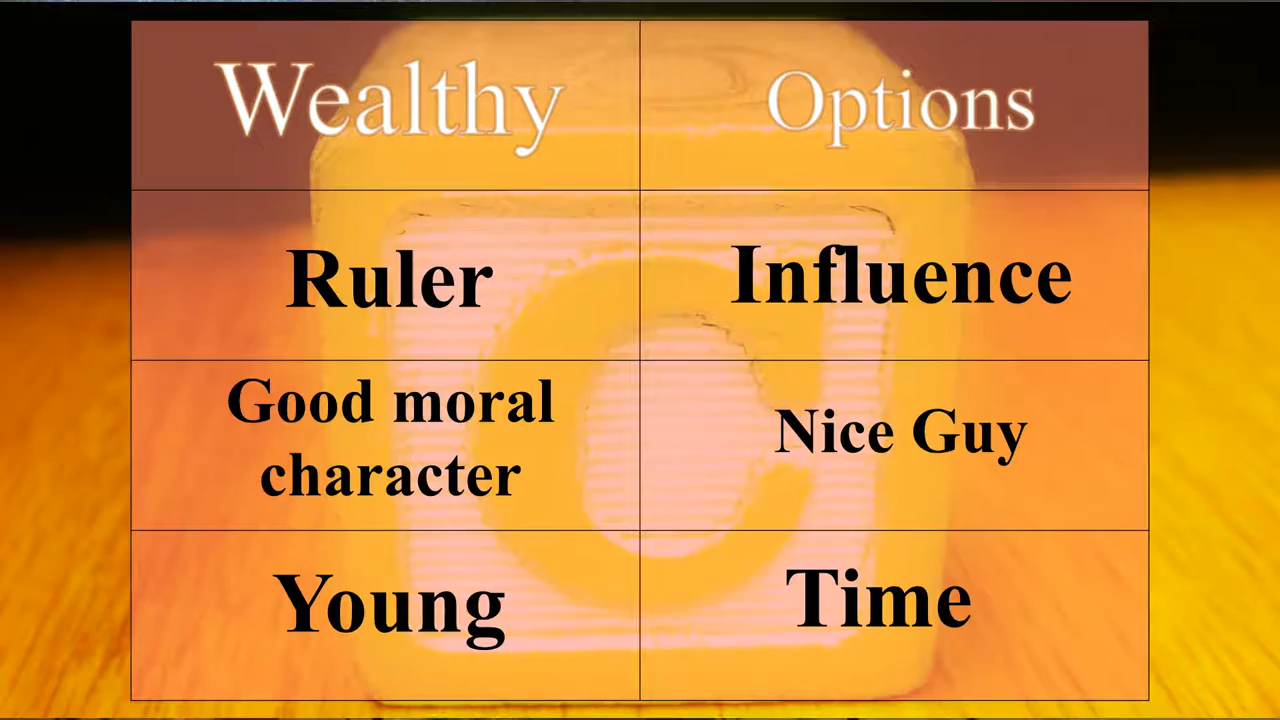 Wealthy
Options
Ruler
Influence
Good moral
character
Nice Guy
Young
Time